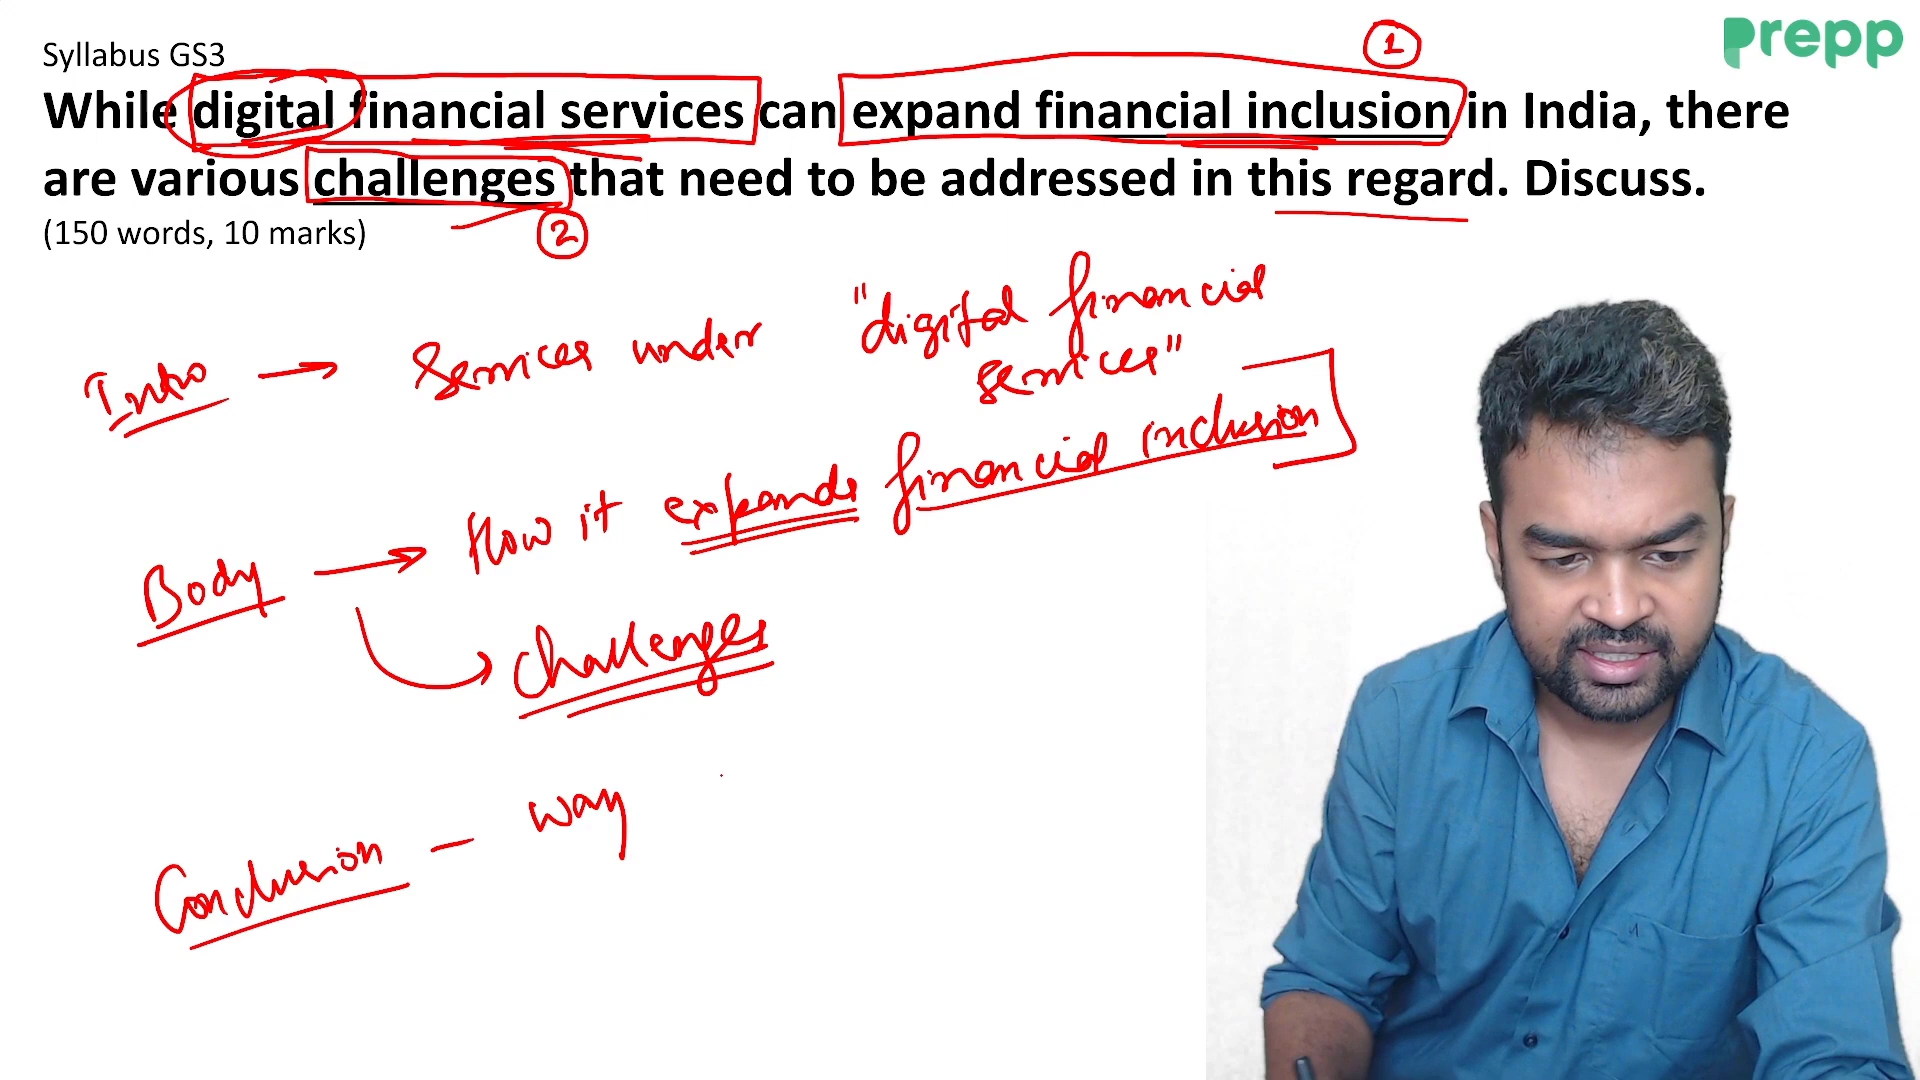 prepp
Syllabus GS3
1
While digital financial services can expand financial inclusion in India, there
are various challenges that need to be addressed in this regard. Discuss.
(150 words, 10 marks)
2
Intro → Services under "digital financial
services"
Body → How it expands financial inclusion
challenges
Conclusion - way